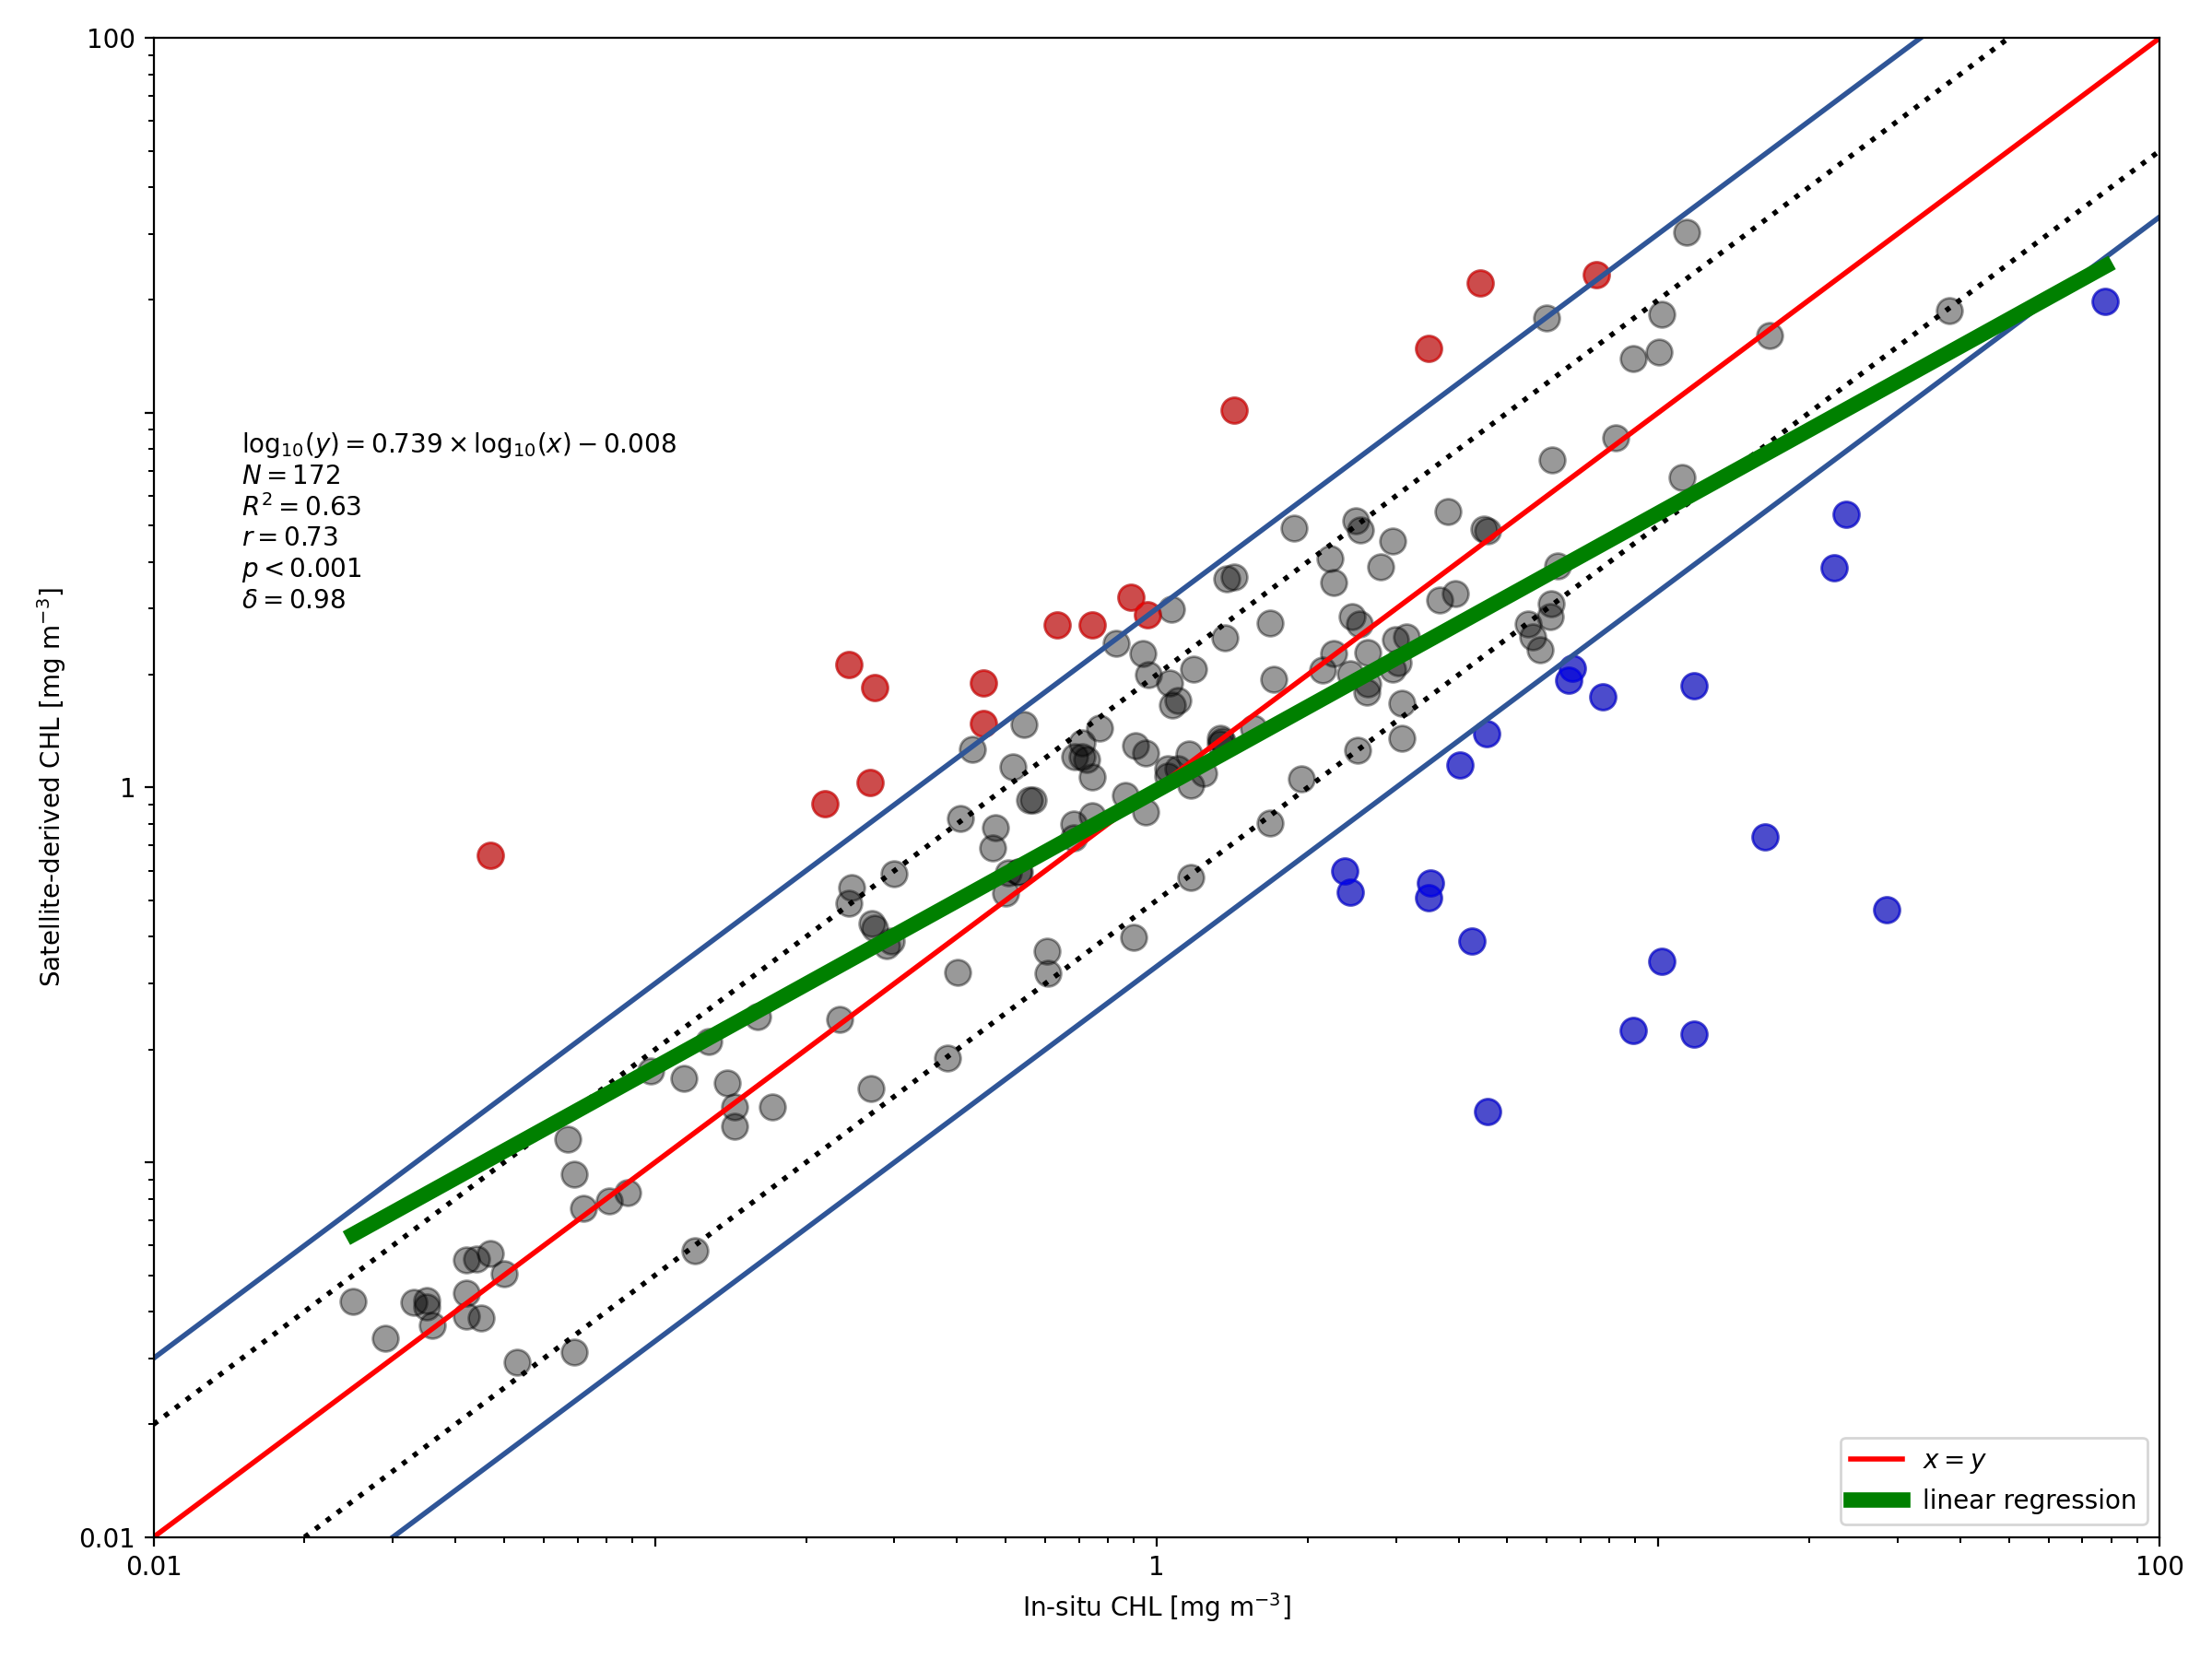 100
log₁₀(y) = 0.739 × log₁₀(x) − 0.008
N = 172
R² = 0.63
r = 0.73
p < 0.001
δ = 0.98
Satellite-derived CHL [mg m⁻³]
1
x = y
linear regression
0.01
0.01 1 100
In-situ CHL [mg m⁻³]